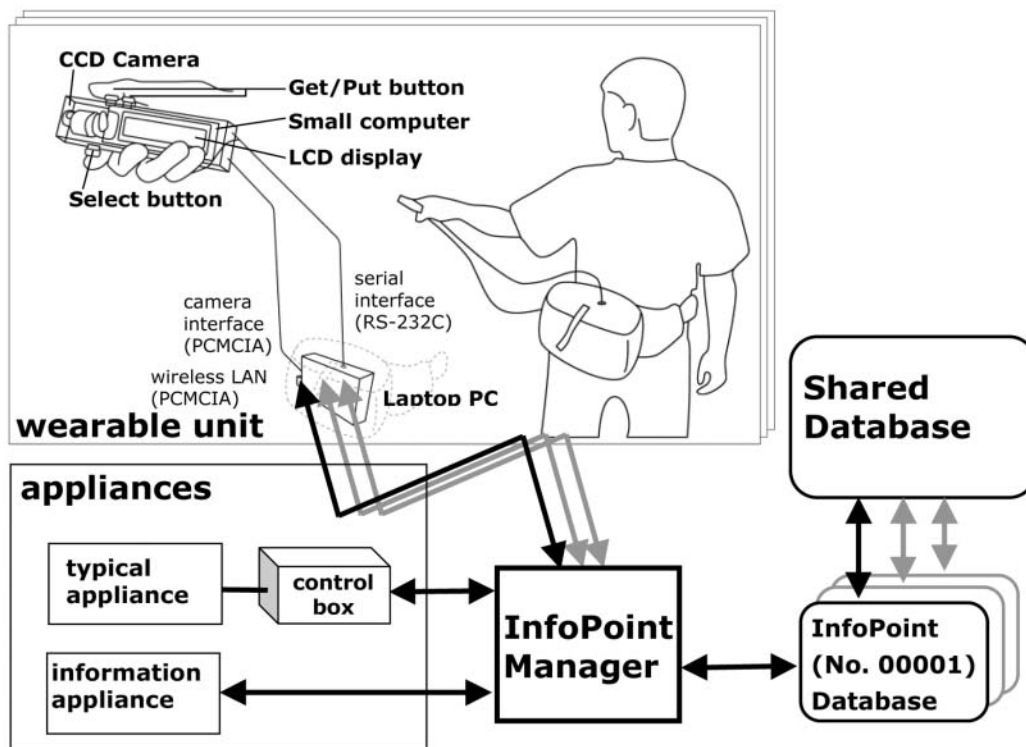 CCD Camera
Get/Put button
Small computer
LCD display
Select button
serial
interface
(RS-232C)
camera
interface
(PCMCIA)
wireless LAN
(PCMCIA)
Laptop PC
wearable unit
Shared
Database
appliances
typical
appliance
control
box
information
appliance
InfoPoint
Manager
InfoPoint
(No. 00001)
Database